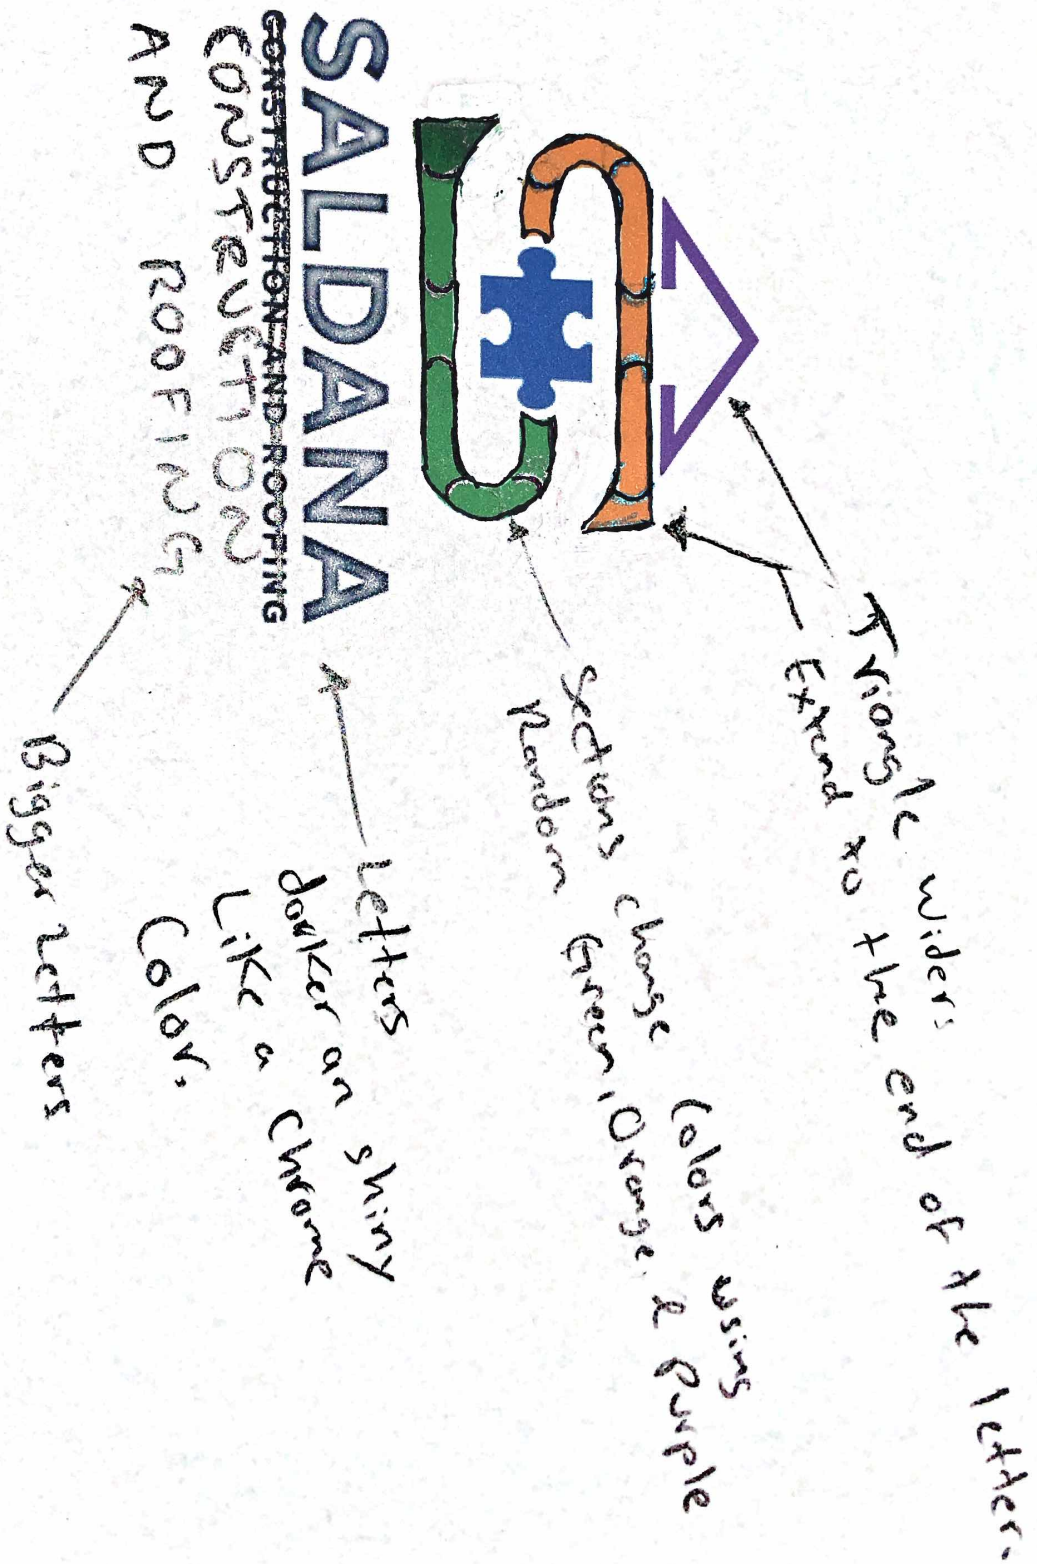 Triangle wider.
Extend to the end of the letter.
Sections change colors using
Random Green, Orange, & Purple
SALDANA
CONSTRUCTION AND ROOFING
CONSTRUCTION
AND ROOFING
Letters
darker an shiny
Like a Chrome
Color.
Bigger Letters